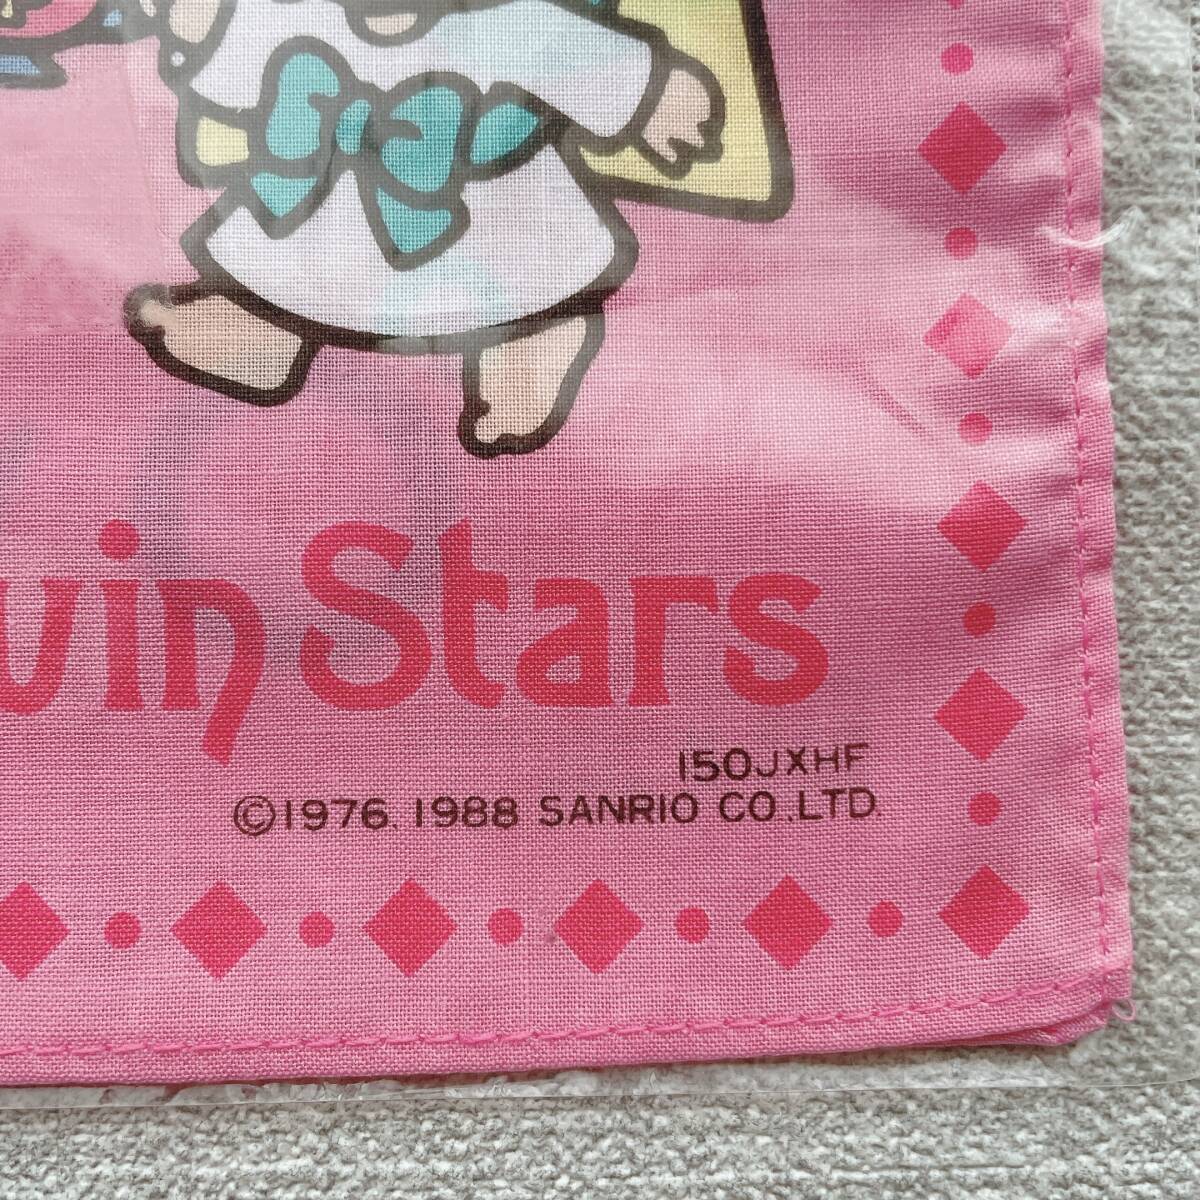 win Stars
150JXHF
©1976, 1988 SANRIO CO.,LTD.